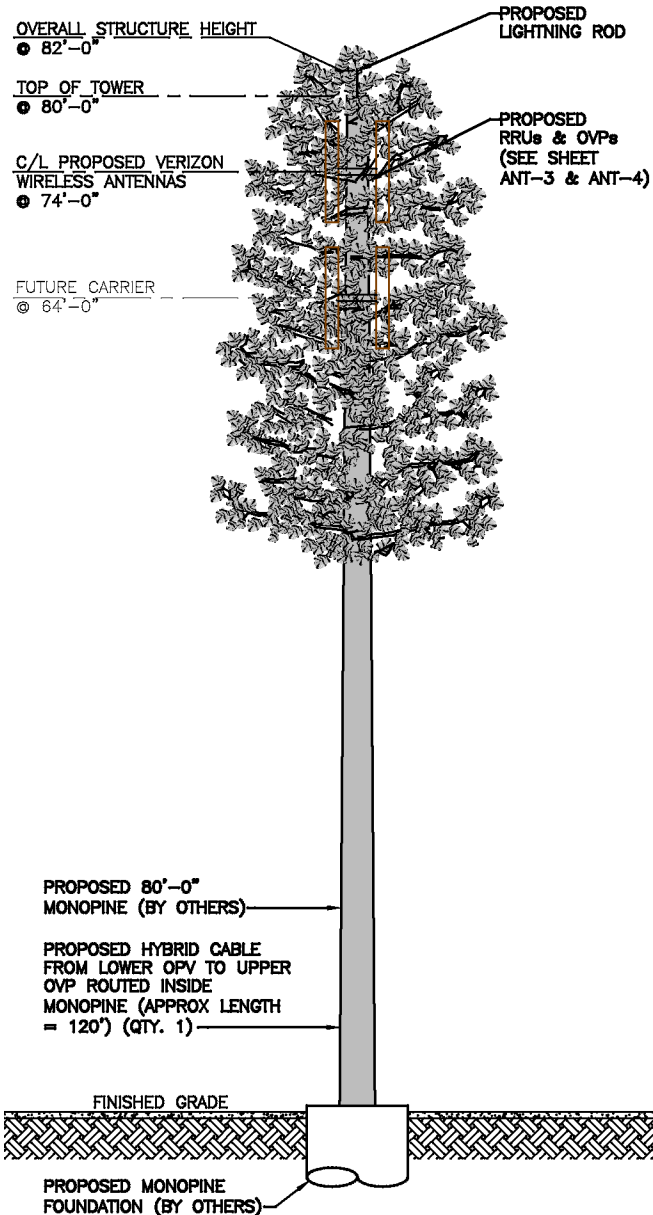 OVERALL STRUCTURE HEIGHT
@ 82'-0"
PROPOSED
LIGHTNING ROD
TOP OF TOWER
@ 80'-0"
C/L PROPOSED VERIZON
WIRELESS ANTENNAS
@ 74'-0"
PROPOSED
RRUs & OVPs
(SEE SHEET
ANT-3 & ANT-4)
FUTURE CARRIER
@ 64'-0"
PROPOSED 80'-0"
MONOPINE (BY OTHERS)
PROPOSED HYBRID CABLE
FROM LOWER OPV TO UPPER
OVP ROUTED INSIDE
MONOPINE (APPROX LENGTH
= 120') (QTY. 1)
FINISHED GRADE
PROPOSED MONOPINE
FOUNDATION (BY OTHERS)